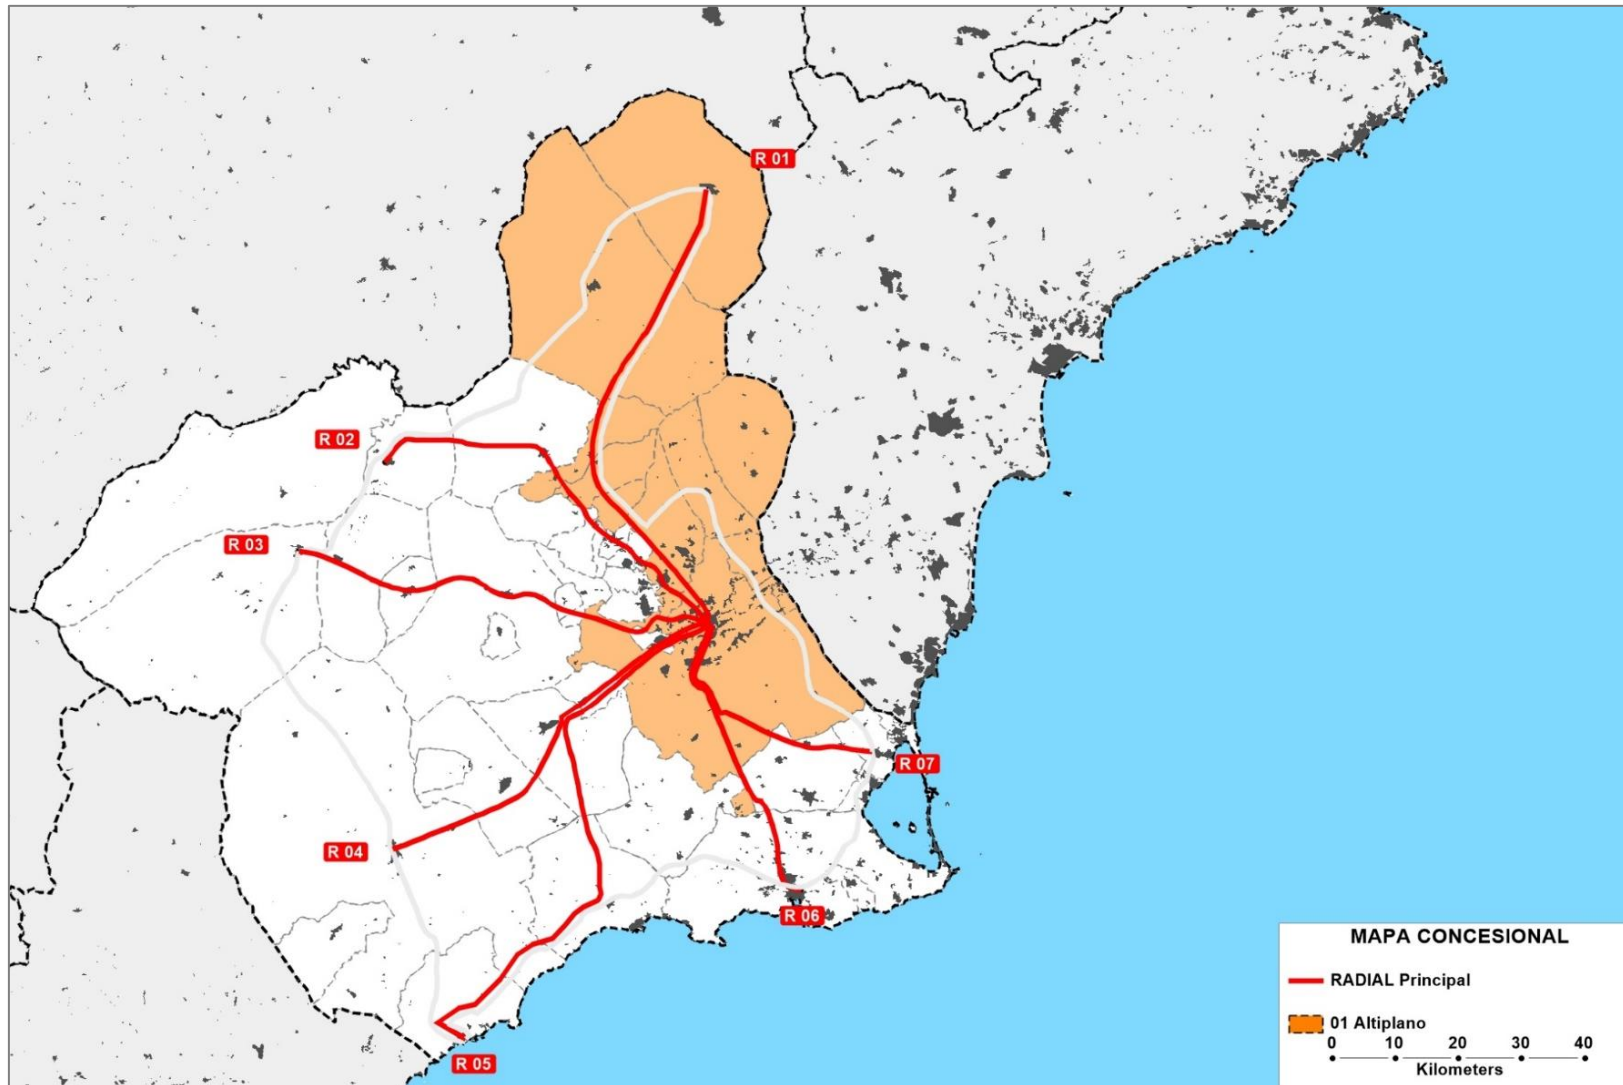 R 01
R 02
R 03
R 07
R 04
R 06
R 05
MAPA CONCESIONAL
RADIAL Principal
01 Altiplano
0 10 20 30 40
Kilometers